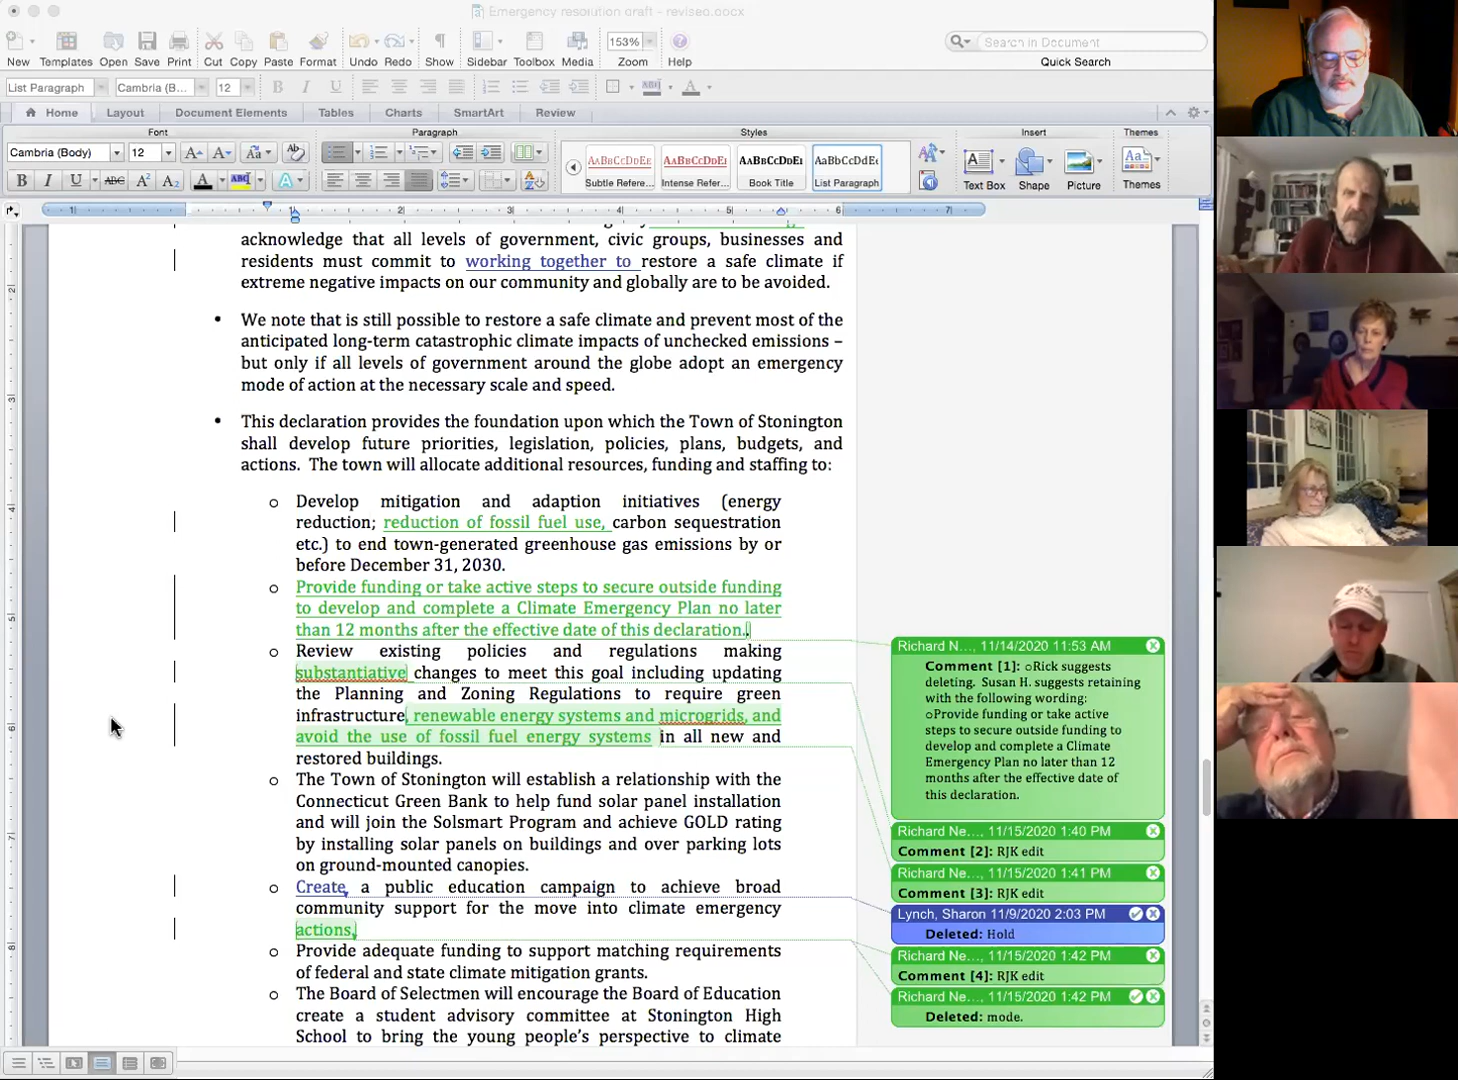 Emergency resolution draft - revised.docx
New Templates Open Save Print Cut Copy Paste Format Undo Redo Show Sidebar Toolbox Media 153% Zoom Help Search in Document Quick Search
List Paragraph Cambria (B... 12 B I U
Home Layout Document Elements Tables Charts SmartArt Review
Font Paragraph Styles Insert Themes
Cambria (Body) 12
AaBbCcDdEe Subtle Refere... AaBbCcDdEe Intense Refer... AaBbCcDdEe Book Title AaBbCcDdEe List Paragraph Text Box Shape Picture Themes
acknowledge that all levels of government, civic groups, businesses and
residents must commit to working together to restore a safe climate if
extreme negative impacts on our community and globally are to be avoided.
• We note that is still possible to restore a safe climate and prevent most of the
anticipated long-term catastrophic climate impacts of unchecked emissions –
but only if all levels of government around the globe adopt an emergency
mode of action at the necessary scale and speed.
• This declaration provides the foundation upon which the Town of Stonington
shall develop future priorities, legislation, policies, plans, budgets, and
actions. The town will allocate additional resources, funding and staffing to:
o Develop mitigation and adaption initiatives (energy
reduction; reduction of fossil fuel use, carbon sequestration
etc.) to end town-generated greenhouse gas emissions by or
before December 31, 2030.
o Provide funding or take active steps to secure outside funding
to develop and complete a Climate Emergency Plan no later
than 12 months after the effective date of this declaration.
o Review existing policies and regulations making
substantiative changes to meet this goal including updating
the Planning and Zoning Regulations to require green
infrastructure, renewable energy systems and microgrids, and
avoid the use of fossil fuel energy systems in all new and
restored buildings.
o The Town of Stonington will establish a relationship with the
Connecticut Green Bank to help fund solar panel installation
and will join the Solsmart Program and achieve GOLD rating
by installing solar panels on buildings and over parking lots
on ground-mounted canopies.
o Create a public education campaign to achieve broad
community support for the move into climate emergency
actions.
o Provide adequate funding to support matching requirements
of federal and state climate mitigation grants.
o The Board of Selectmen will encourage the Board of Education
create a student advisory committee at Stonington High
School to bring the young people's perspective to climate
Richard N..., 11/14/2020 11:53 AM
Comment [1]: oRick suggests
deleting. Susan H. suggests retaining
with the following wording:
oProvide funding or take active
steps to secure outside funding to
develop and complete a Climate
Emergency Plan no later than 12
months after the effective date of
this declaration.
Richard Ne..., 11/15/2020 1:40 PM
Comment [2]: RJK edit
Richard Ne..., 11/15/2020 1:41 PM
Comment [3]: RJK edit
Lynch, Sharon 11/9/2020 2:03 PM
Deleted: Hold
Richard Ne..., 11/15/2020 1:42 PM
Comment [4]: RJK edit
Richard Ne..., 11/15/2020 1:42 PM
Deleted: mode.